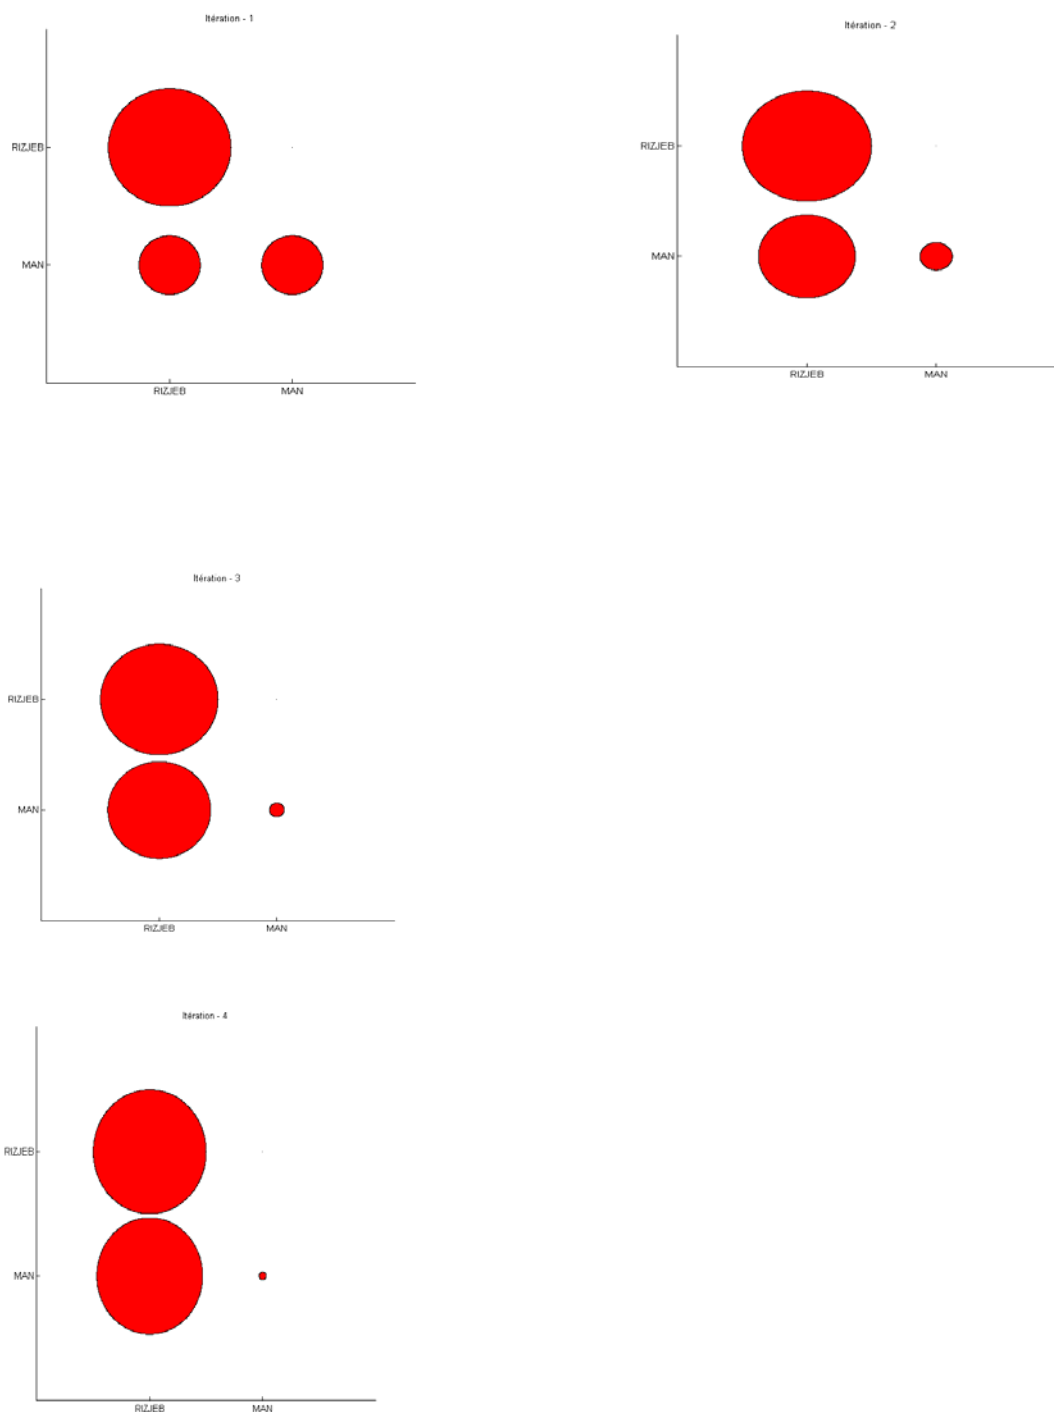 Itération - 1
RIZJEB
MAN
RIZJEB MAN
Itération - 2
RIZJEB
MAN
RIZJEB MAN
Itération - 3
RIZJEB
MAN
RIZJEB MAN
Itération - 4
RIZJEB
MAN
RIZJEB MAN